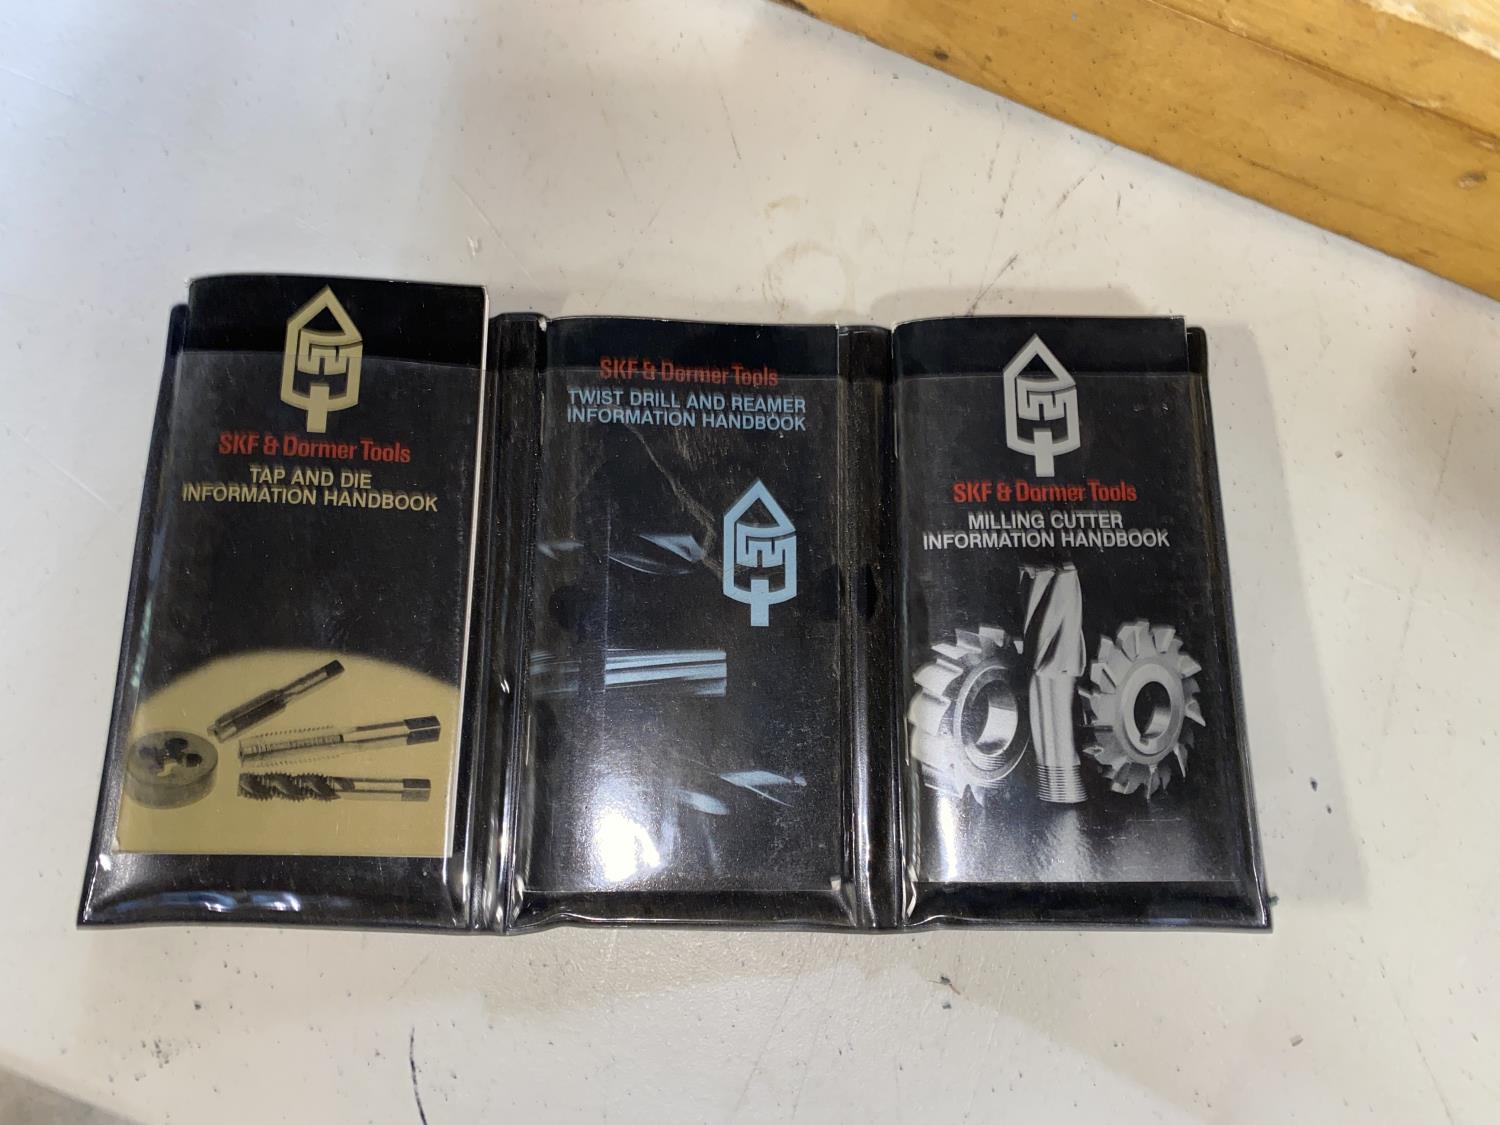 SKF & Dormer Tools
TAP AND DIE
INFORMATION HANDBOOK
SKF & Dormer Tools
TWIST DRILL AND REAMER
INFORMATION HANDBOOK
SKF & Dormer Tools
MILLING CUTTER
INFORMATION HANDBOOK